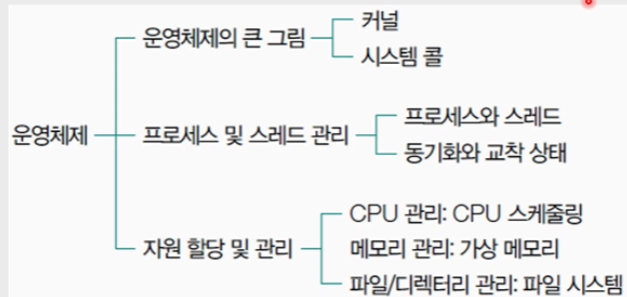 운영체제
운영체제의 큰 그림
커널
시스템 콜
프로세스 및 스레드 관리
프로세스와 스레드
동기화와 교착 상태
자원 할당 및 관리
CPU 관리: CPU 스케줄링
메모리 관리: 가상 메모리
파일/디렉터리 관리: 파일 시스템